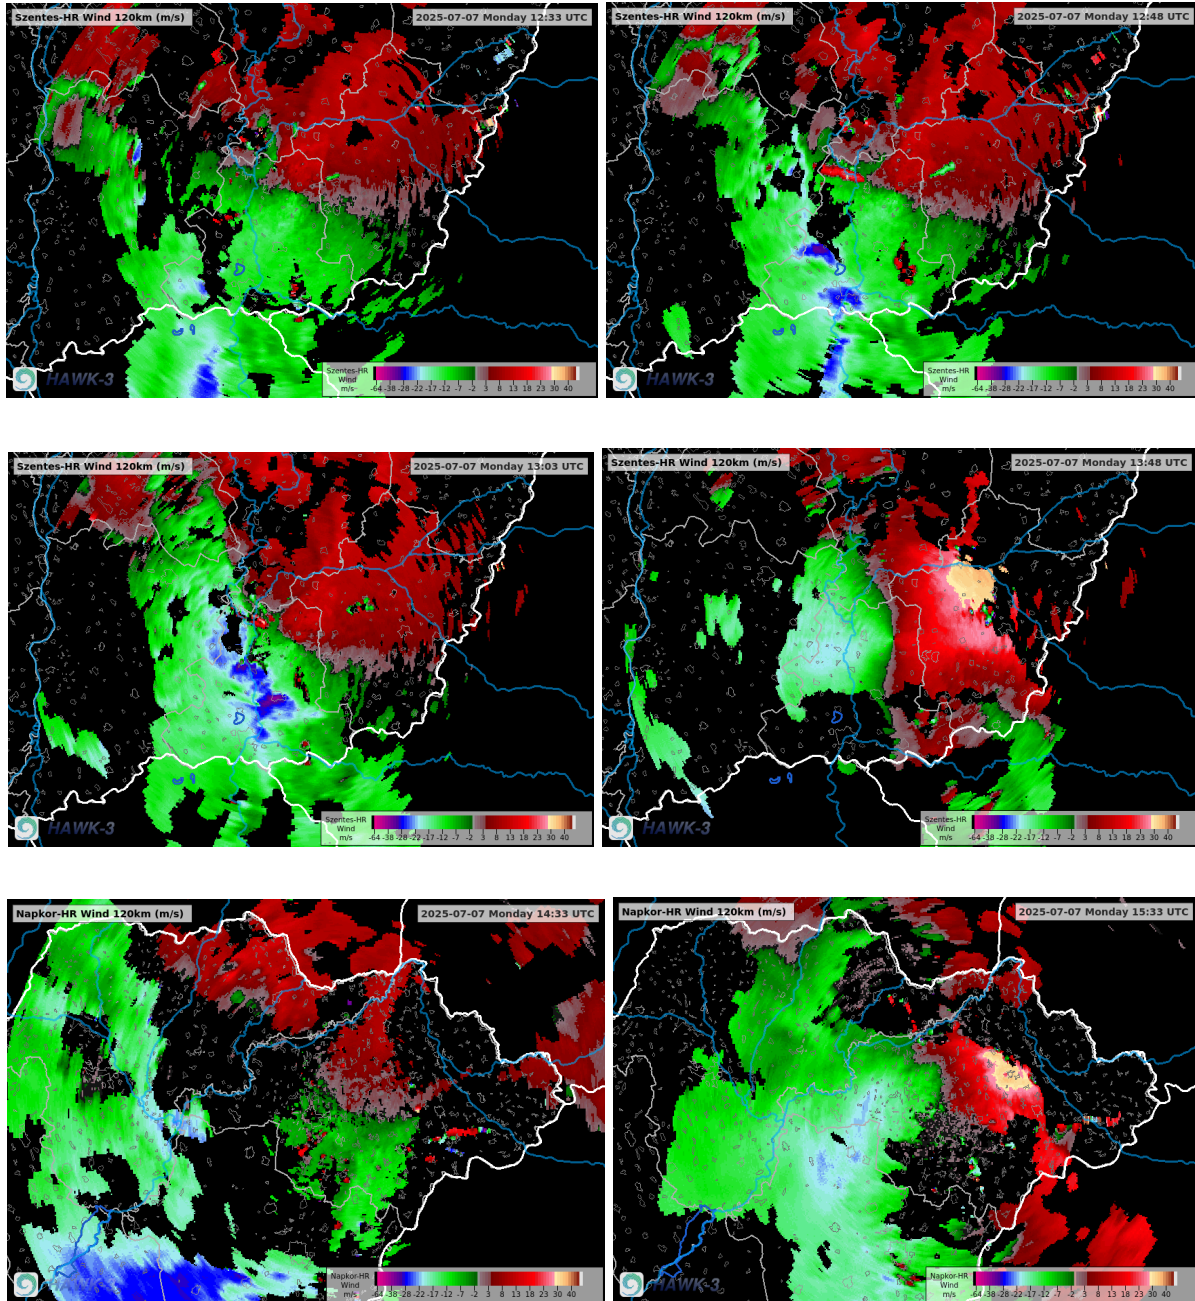 Szentes-HR Wind 120km (m/s) 2025-07-07 Monday 12:33 UTC
HAWK-3
Szentes-HR
Wind
m/s
-64 -38 -28 -22 -17 -12 -7 -2 3 8 13 18 23 30 40
Szentes-HR Wind 120km (m/s) 2025-07-07 Monday 12:48 UTC
HAWK-3
Szentes-HR
Wind
m/s
-64 -38 -28 -22 -17 -12 -7 -2 3 8 13 18 23 30 40
Szentes-HR Wind 120km (m/s) 2025-07-07 Monday 13:03 UTC
HAWK-3
Szentes-HR
Wind
m/s
-64 -38 -28 -22 -17 -12 -7 -2 3 8 13 18 23 30 40
Szentes-HR Wind 120km (m/s) 2025-07-07 Monday 13:48 UTC
HAWK-3
Szentes-HR
Wind
m/s
-64 -38 -28 -22 -17 -12 -7 -2 3 8 13 18 23 30 40
Napkor-HR Wind 120km (m/s) 2025-07-07 Monday 14:33 UTC
HAWK-3
Napkor-HR
Wind
m/s
-64 -38 -28 -22 -17 -12 -7 -2 3 8 13 18 23 30 40
Napkor-HR Wind 120km (m/s) 2025-07-07 Monday 15:33 UTC
HAWK-3
Napkor-HR
Wind
m/s
-64 -38 -28 -22 -17 -12 -7 -2 3 8 13 18 23 30 40